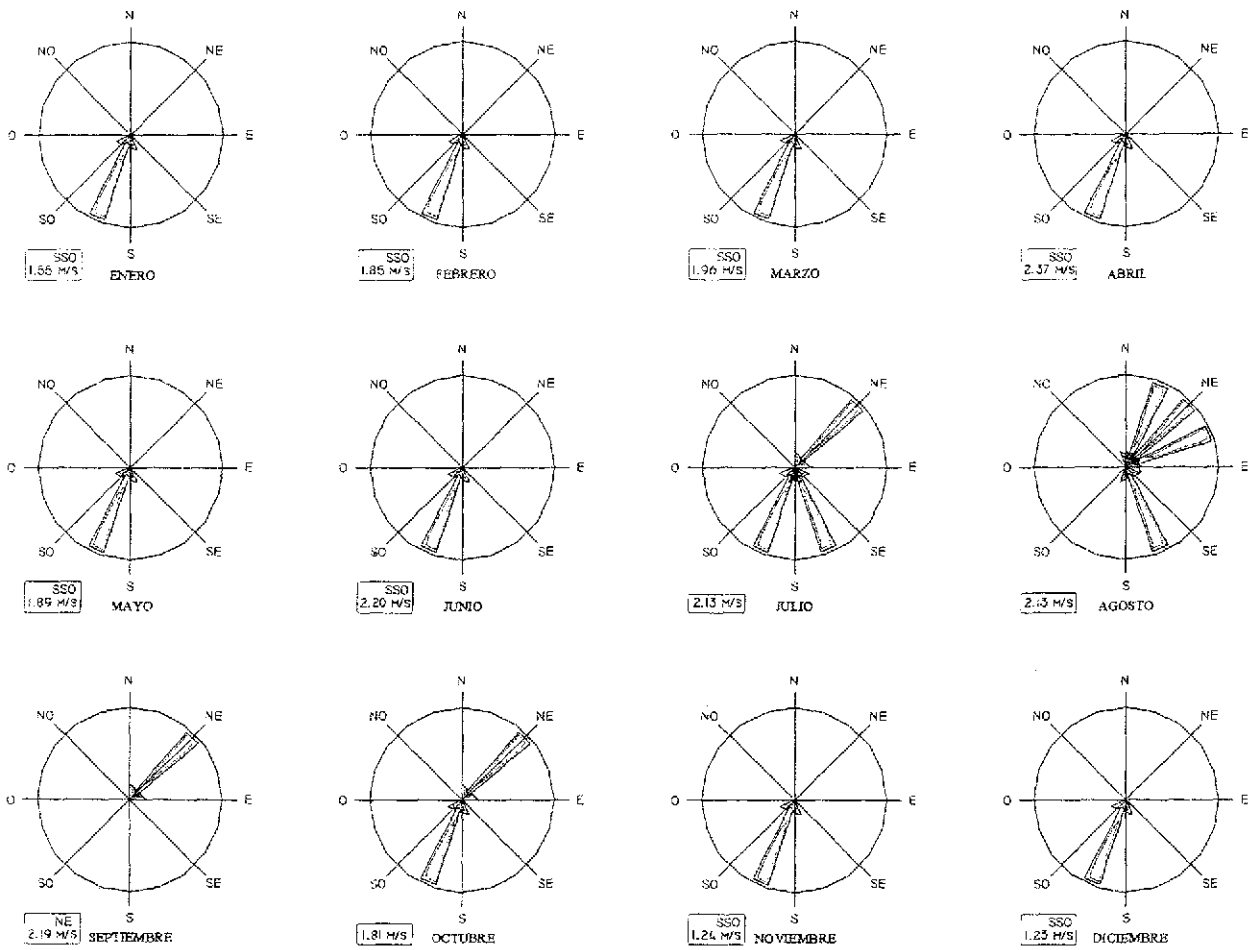 N
NO NE
O E
SO SE
S
SSO
1.55 M/S
ENERO
N
NO NE
O E
SO SE
S
SSO
1.85 M/S
FEBRERO
N
NO NE
O E
SO SE
S
SSO
1.96 M/S
MARZO
N
NO NE
O E
SO SE
S
SSO
2.37 M/S
ABRIL
N
NO NE
O E
SO SE
S
SSO
1.89 M/S
MAYO
N
NO NE
O E
SO SE
S
SSO
2.20 M/S
JUNIO
N
NO NE
O E
SO SE
S
2.13 M/S
JULIO
N
NO NE
O E
SO SE
S
2.13 M/S
AGOSTO
N
NO NE
O E
SO SE
S
NE
2.19 M/S
SEPTIEMBRE
N
NO NE
O E
SO SE
S
1.81 M/S
OCTUBRE
N
NO NE
O E
SO SE
S
SSO
1.24 M/S
NOVIEMBRE
N
NO NE
O E
SO SE
S
SSO
1.23 M/S
DICIEMBRE